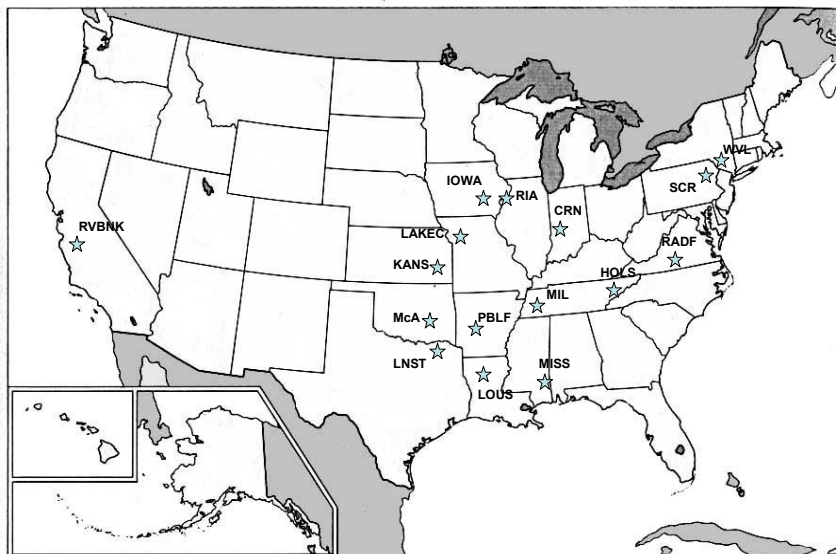 WVL
SCR
IOWA
RIA
CRN
RVBNK
LAKEC
RADF
KANS
HOLS
MIL
McA
PBLF
LNST
MISS
LOUS